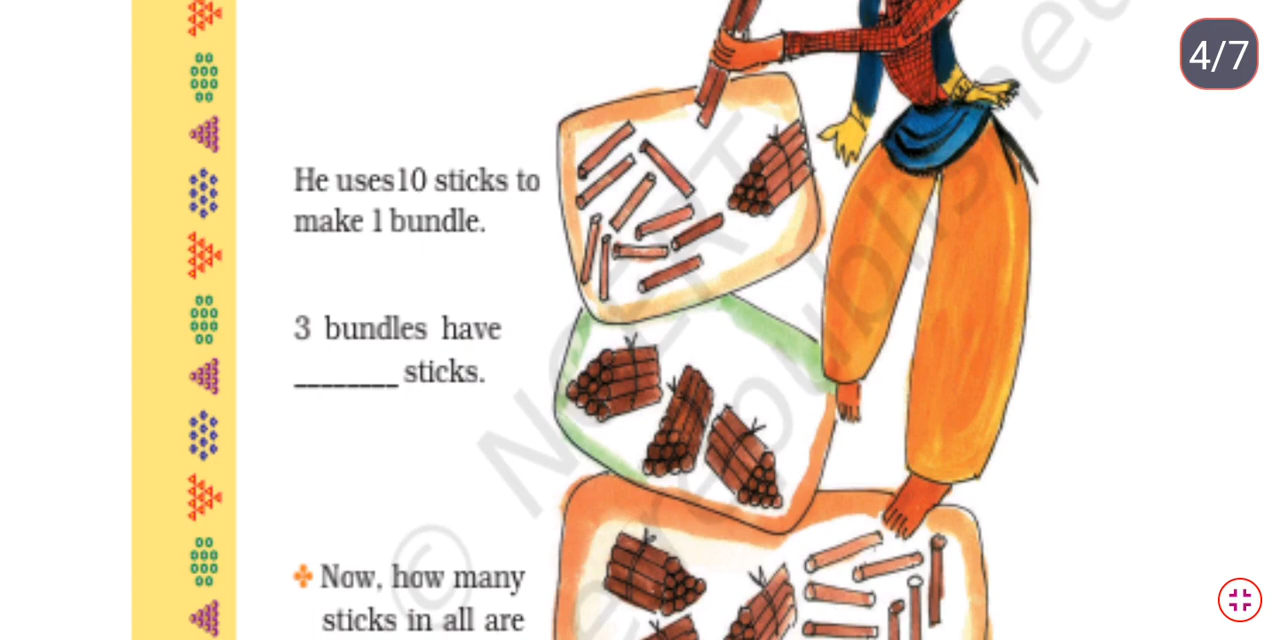 4/7
He uses10 sticks to
make 1 bundle.
3 bundles have
________ sticks.
Now, how many
sticks in all are